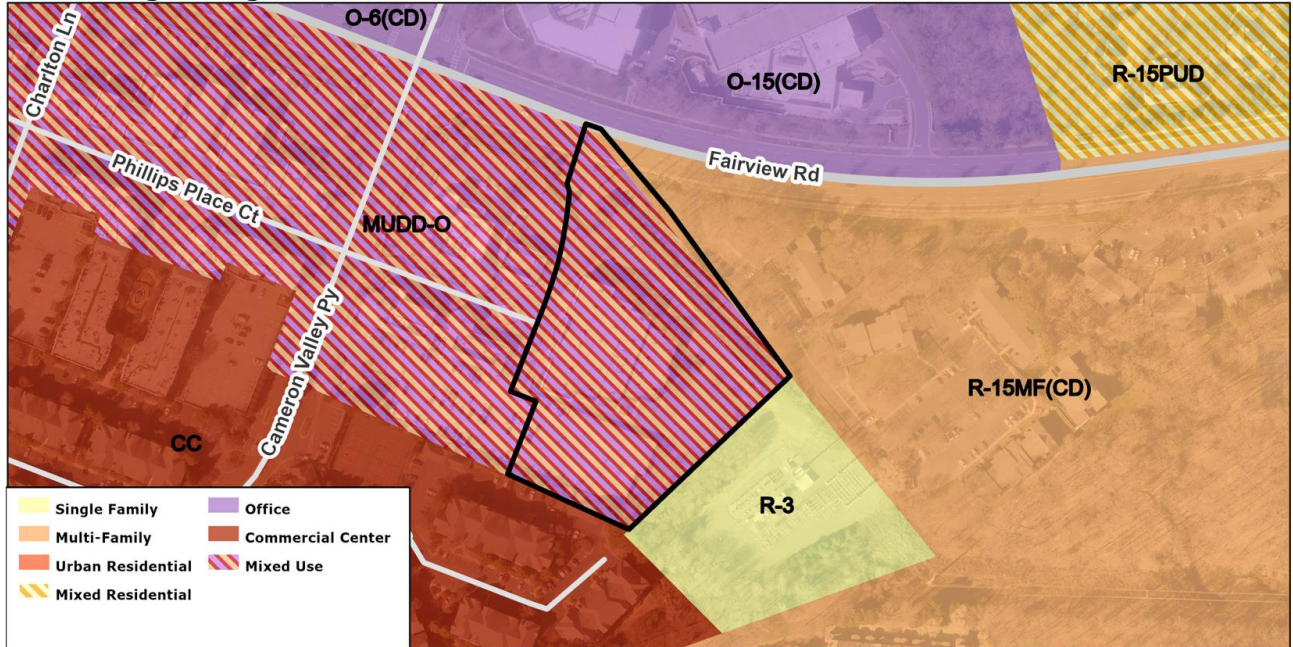 O-6(CD)
Charlton Ln
O-15(CD)
R-15PUD
Fairview Rd
Phillips Place Ct
MUDD-O
Cameron Valley Py
R-15MF(CD)
CC
R-3
Single Family
Multi-Family
Urban Residential
Mixed Residential
Office
Commercial Center
Mixed Use